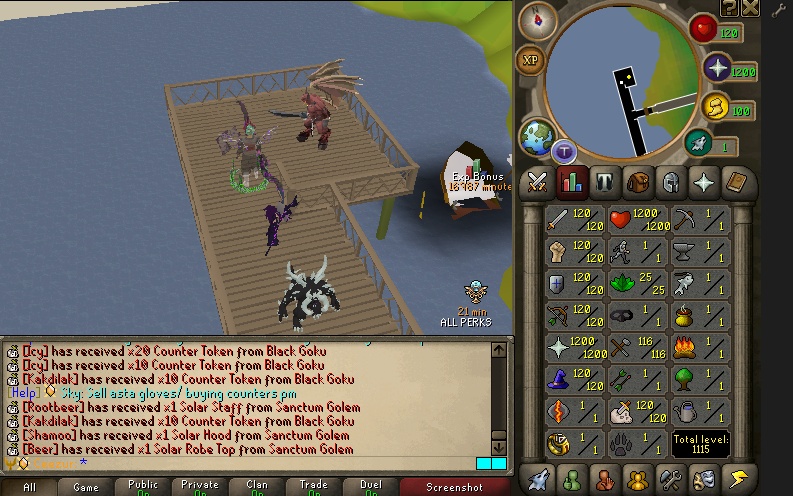 ?
120
XP
1200
100
T
1
Exp Bonus
16987 minute
21 min
ALL PERKS
120/120 1200/1200 1/1
120/120 1/1 1/1
120/120 25/25 1/1
120/120 1/1 1/1
1200/1200 116/116 1/1
120/120 1/1 1/1
1/1 120/120 1/1
1/1 1/1 Total level:
1115
[Icy] has received x20 Counter Token from Black Goku
[Icy] has received x10 Counter Token from Black Goku
[Kakdilak] has received x10 Counter Token from Black Goku
[Help] Sky: Sell asta gloves/ buying counters pm
[Rootbeer] has received x1 Solar Staff from Sanctum Golem
[Kakdilak] has received x10 Counter Token from Black Goku
[Shamoo] has received x1 Solar Hood from Sanctum Golem
[Beer] has received x1 Solar Robe Top from Sanctum Golem
*
All Game Public Private Clan Trade Duel Screenshot
On On On On On